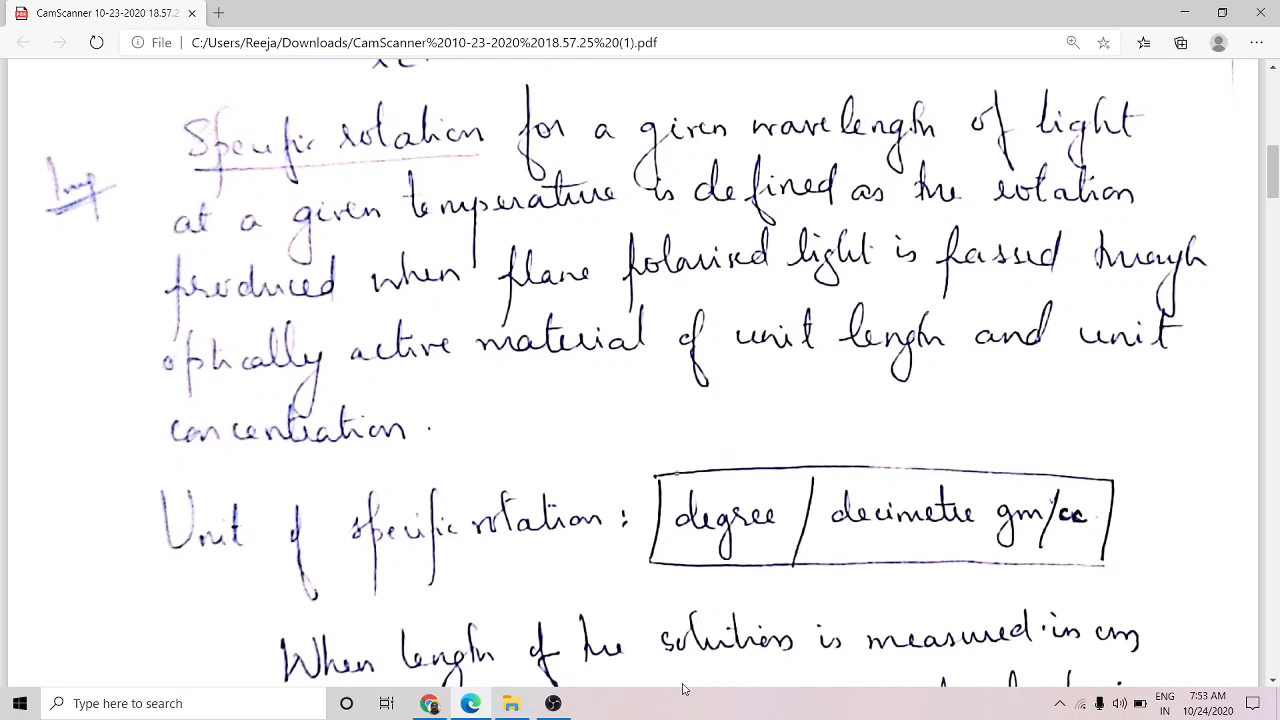 CamScanner 10-23-2020 18.57.2
File C:/Users/Reeja/Downloads/CamScanner%2010-23-2020%2018.57.25%20(1).pdf
Specific rotation for a given wavelength of light
Imp
at a given temperature is defined as the rotation
produced when plane polarised light is passed through
optically active material of unit length and unit
concentration.
Unit of specific rotation: degree / decimetre gm/cc
When length of the solution is measured in cm
Type here to search
ENG
IN
7:53 AM
10/24/2020